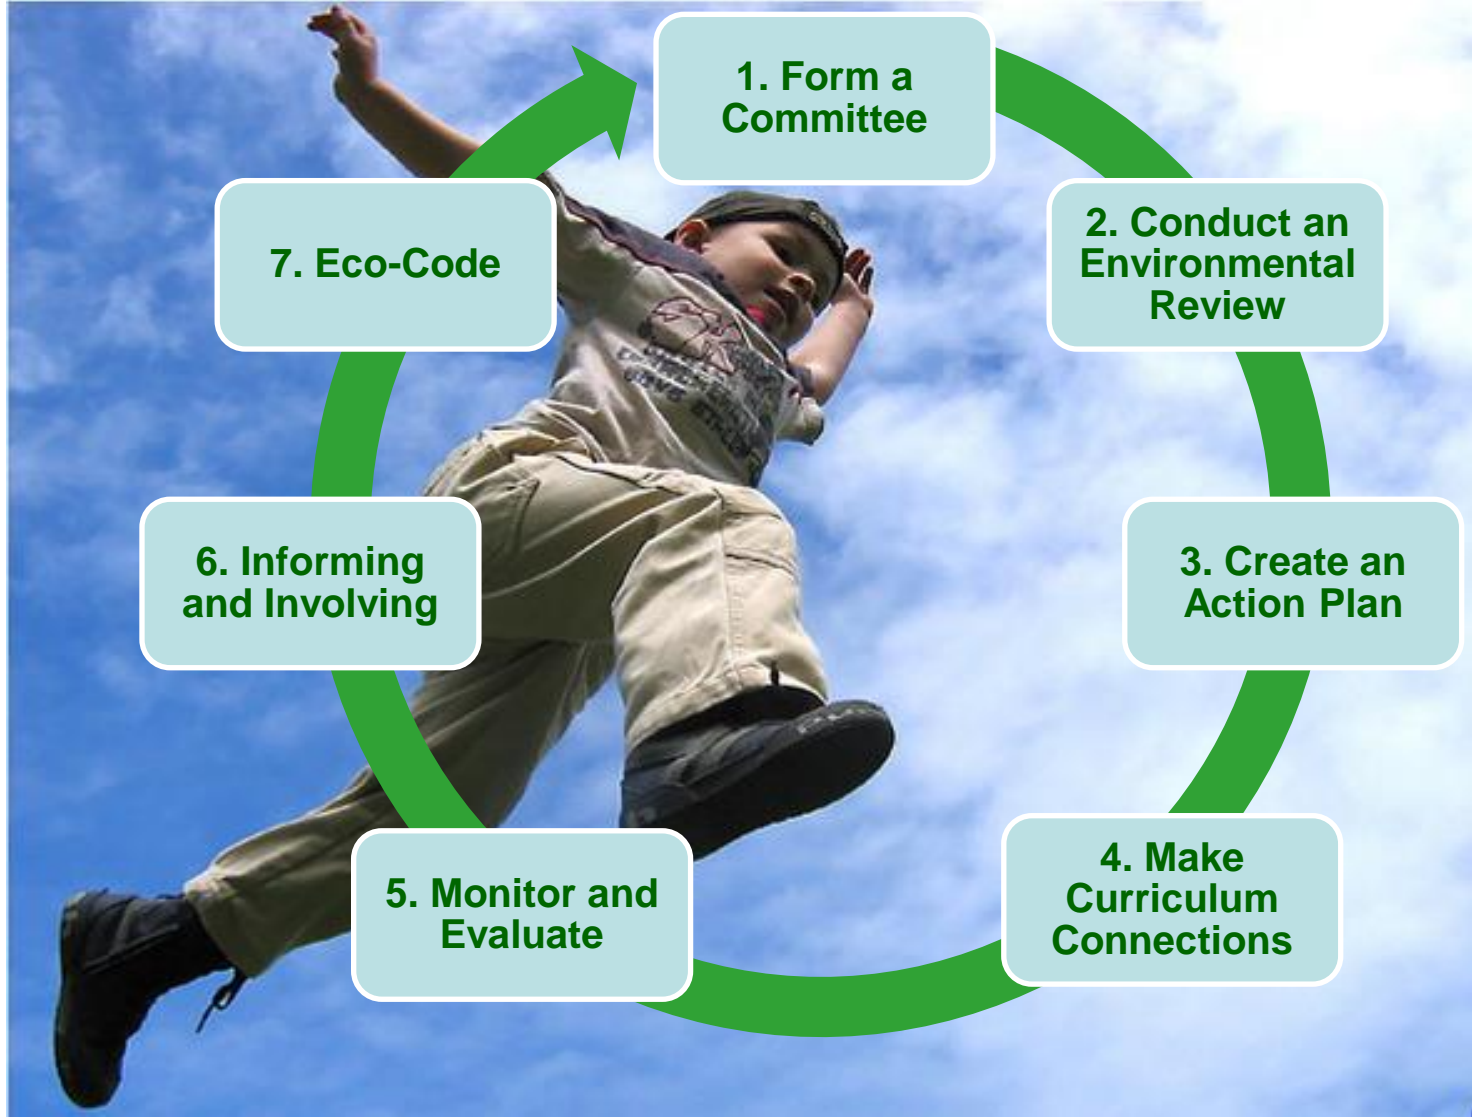 1. Form a
Committee
2. Conduct an
Environmental
Review
3. Create an
Action Plan
4. Make
Curriculum
Connections
5. Monitor and
Evaluate
6. Informing
and Involving
7. Eco-Code